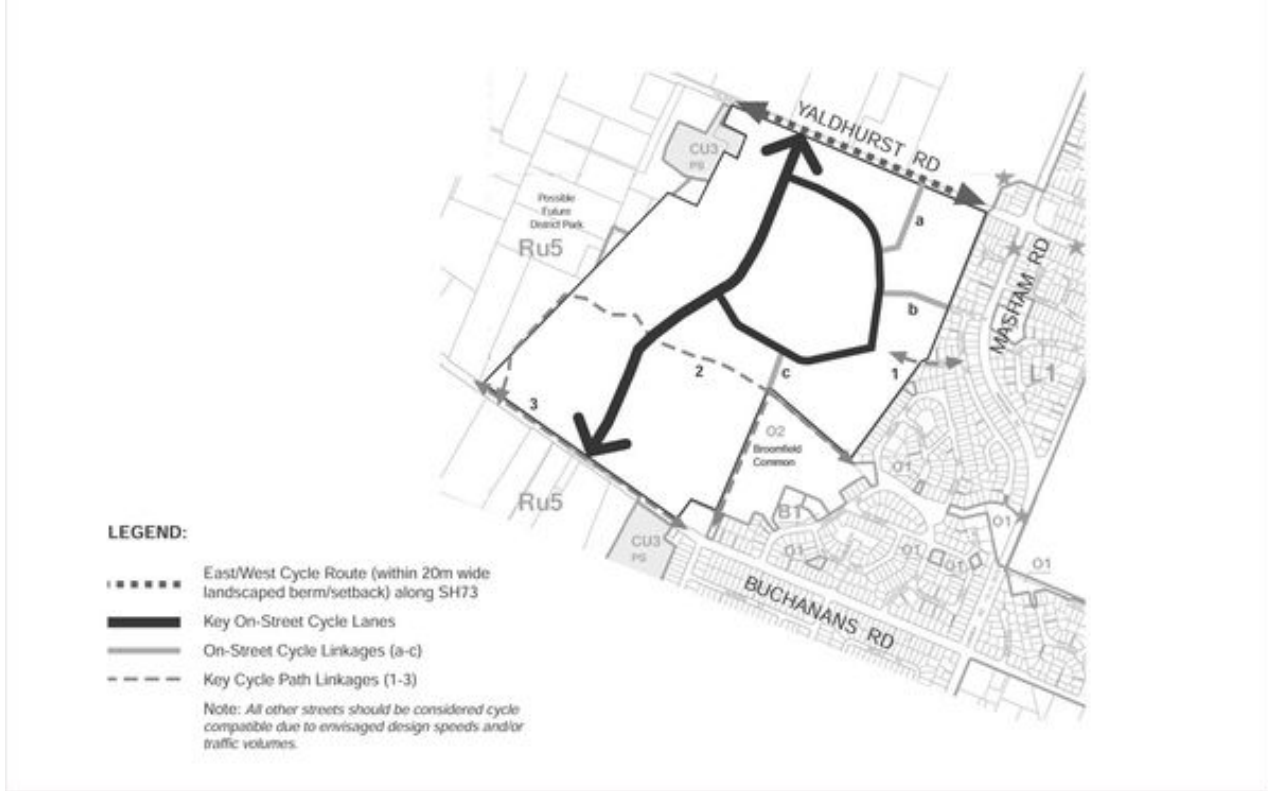 YALDHURST RD
CU3
PS
Possible
Future
District Park
Ru5
a
MASHAM RD
b
L1
1
2
c
3
O2
Broomfield
Common
O1
Ru5
B1
O1
CU3
PS
O1
O1
O1
O1
BUCHANANS RD
LEGEND:
East/West Cycle Route (within 20m wide
landscaped berm/setback) along SH73
Key On-Street Cycle Lanes
On-Street Cycle Linkages (a-c)
Key Cycle Path Linkages (1-3)
Note: All other streets should be considered cycle
compatible due to envisaged design speeds and/or
traffic volumes.